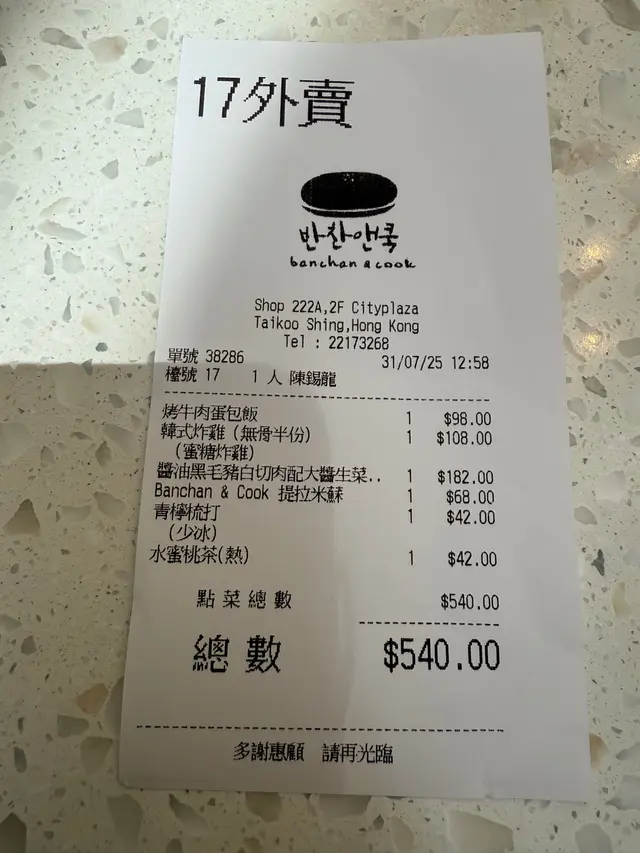 17外賣
반찬앤쿡
banchan & cook
Shop 222A,2F Cityplaza
Taikoo Shing,Hong Kong
Tel : 22173268
單號 38286 31/07/25 12:58
檯號 17 1 人 陳錫龍
烤牛肉蛋包飯 1 $98.00
韓式炸雞 (無骨半份) 1 $108.00
(蜜糖炸雞)
醬油黑毛豬白切肉配大醬生菜.. 1 $182.00
Banchan & Cook 提拉米蘇 1 $68.00
青檸梳打 1 $42.00
(少冰)
水蜜桃茶(熱) 1 $42.00
點菜總數 $540.00
總數 $540.00
多謝惠顧 請再光臨